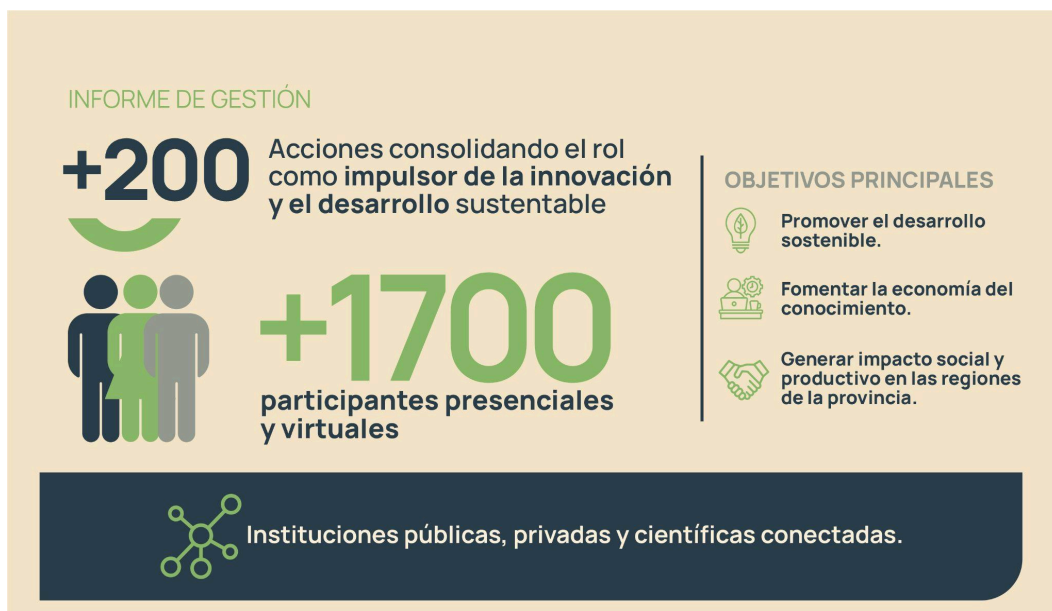 INFORME DE GESTIÓN
+200
Acciones consolidando el rol
como impulsor de la innovación
y el desarrollo sustentable
+1700
participantes presenciales
y virtuales
OBJETIVOS PRINCIPALES
Promover el desarrollo
sostenible.
Fomentar la economía del
conocimiento.
Generar impacto social y
productivo en las regiones
de la provincia.
Instituciones públicas, privadas y científicas conectadas.